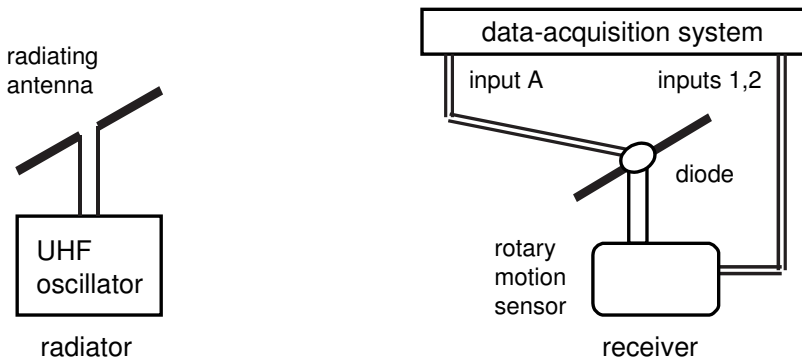 radiating
antenna
UHF
oscillator
radiator
data-acquisition system
input A
inputs 1,2
diode
rotary
motion
sensor
receiver